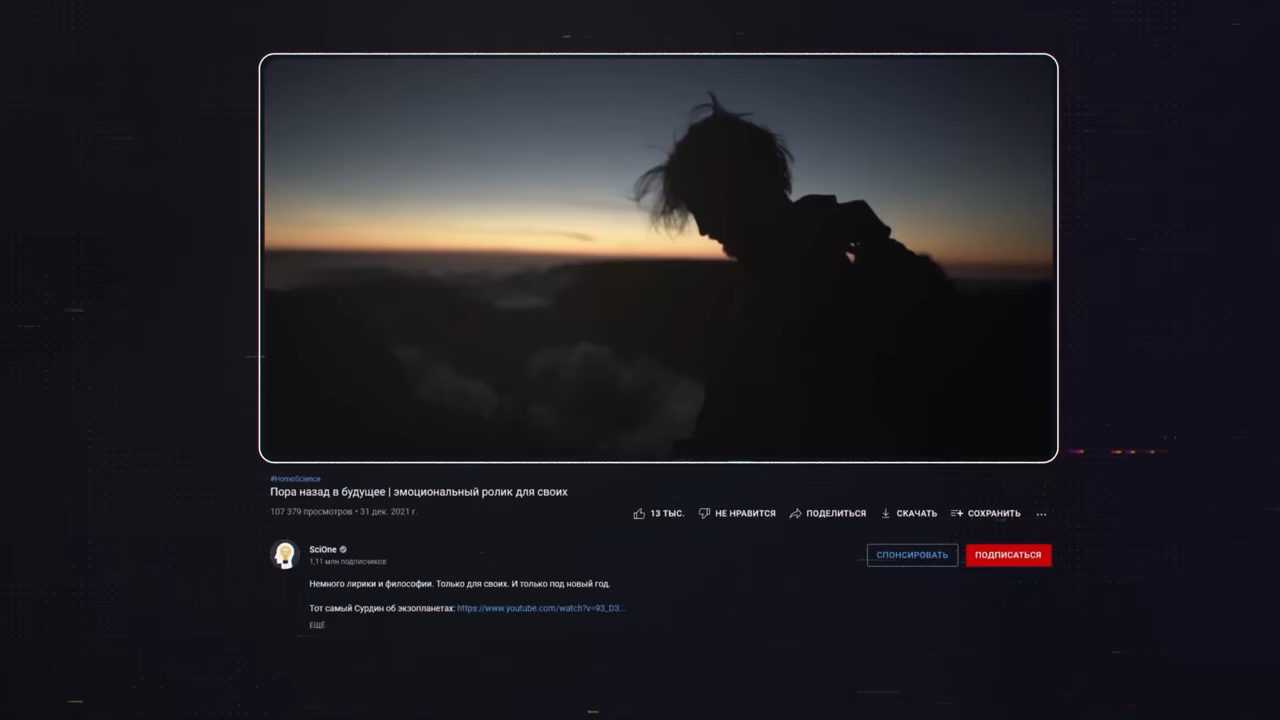 #HomoScience
Пора назад в будущее | эмоциональный ролик для своих
107 379 просмотров • 31 дек. 2021 г.
13 ТЫС. НЕ НРАВИТСЯ ПОДЕЛИТЬСЯ СКАЧАТЬ СОХРАНИТЬ ...
SciOne
1,11 млн подписчиков
СПОНСИРОВАТЬ ПОДПИСАТЬСЯ
Немного лирики и философии. Только для своих. И только под новый год.
Тот самый Сурдин об экзопланетах: https://www.youtube.com/watch?v=93_D3...
ЕЩЁ